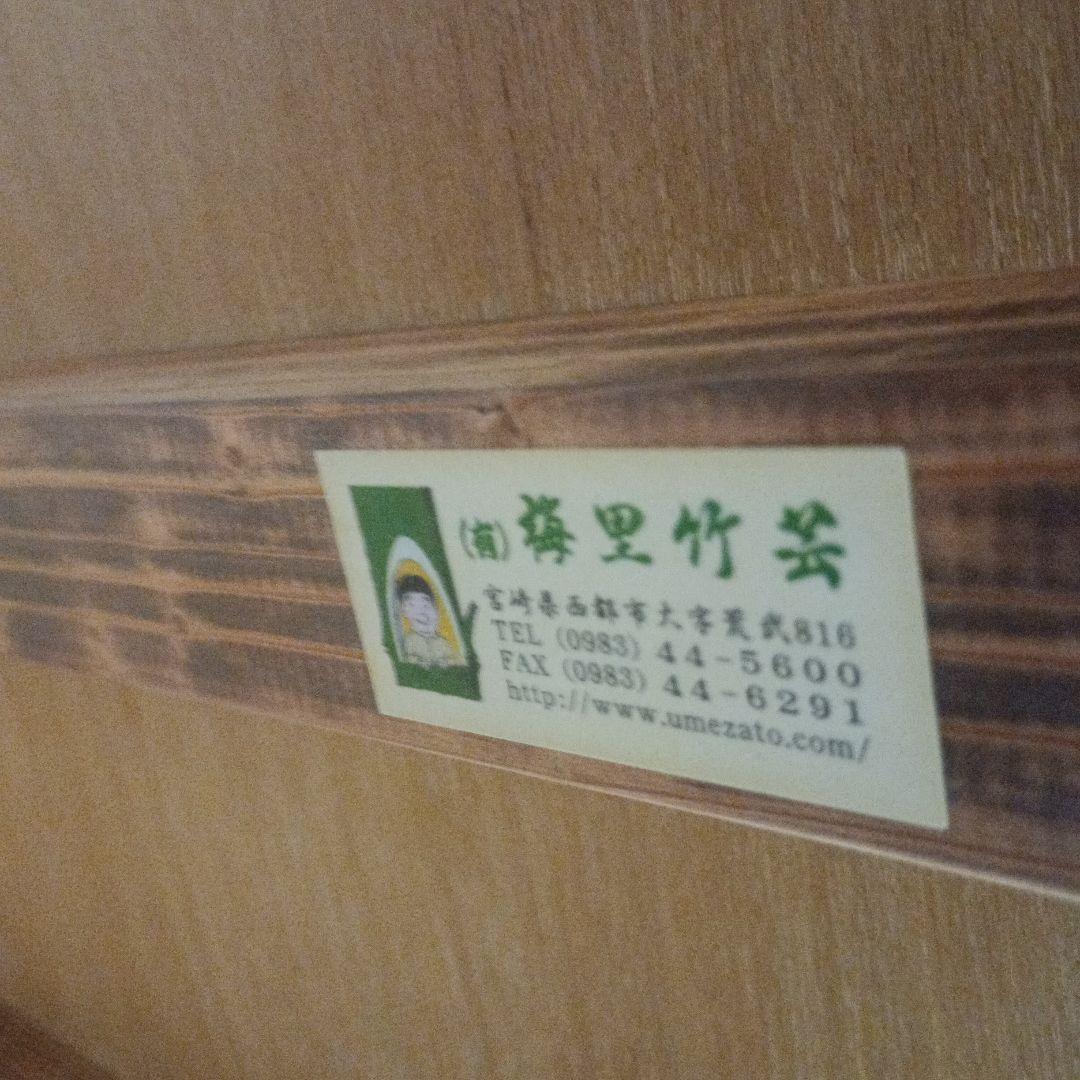 (有)梅里竹芸
宮崎県西都市大字荒武816
TEL (0983) 44-5600
FAX (0983) 44-6291
http://www.umezato.com/